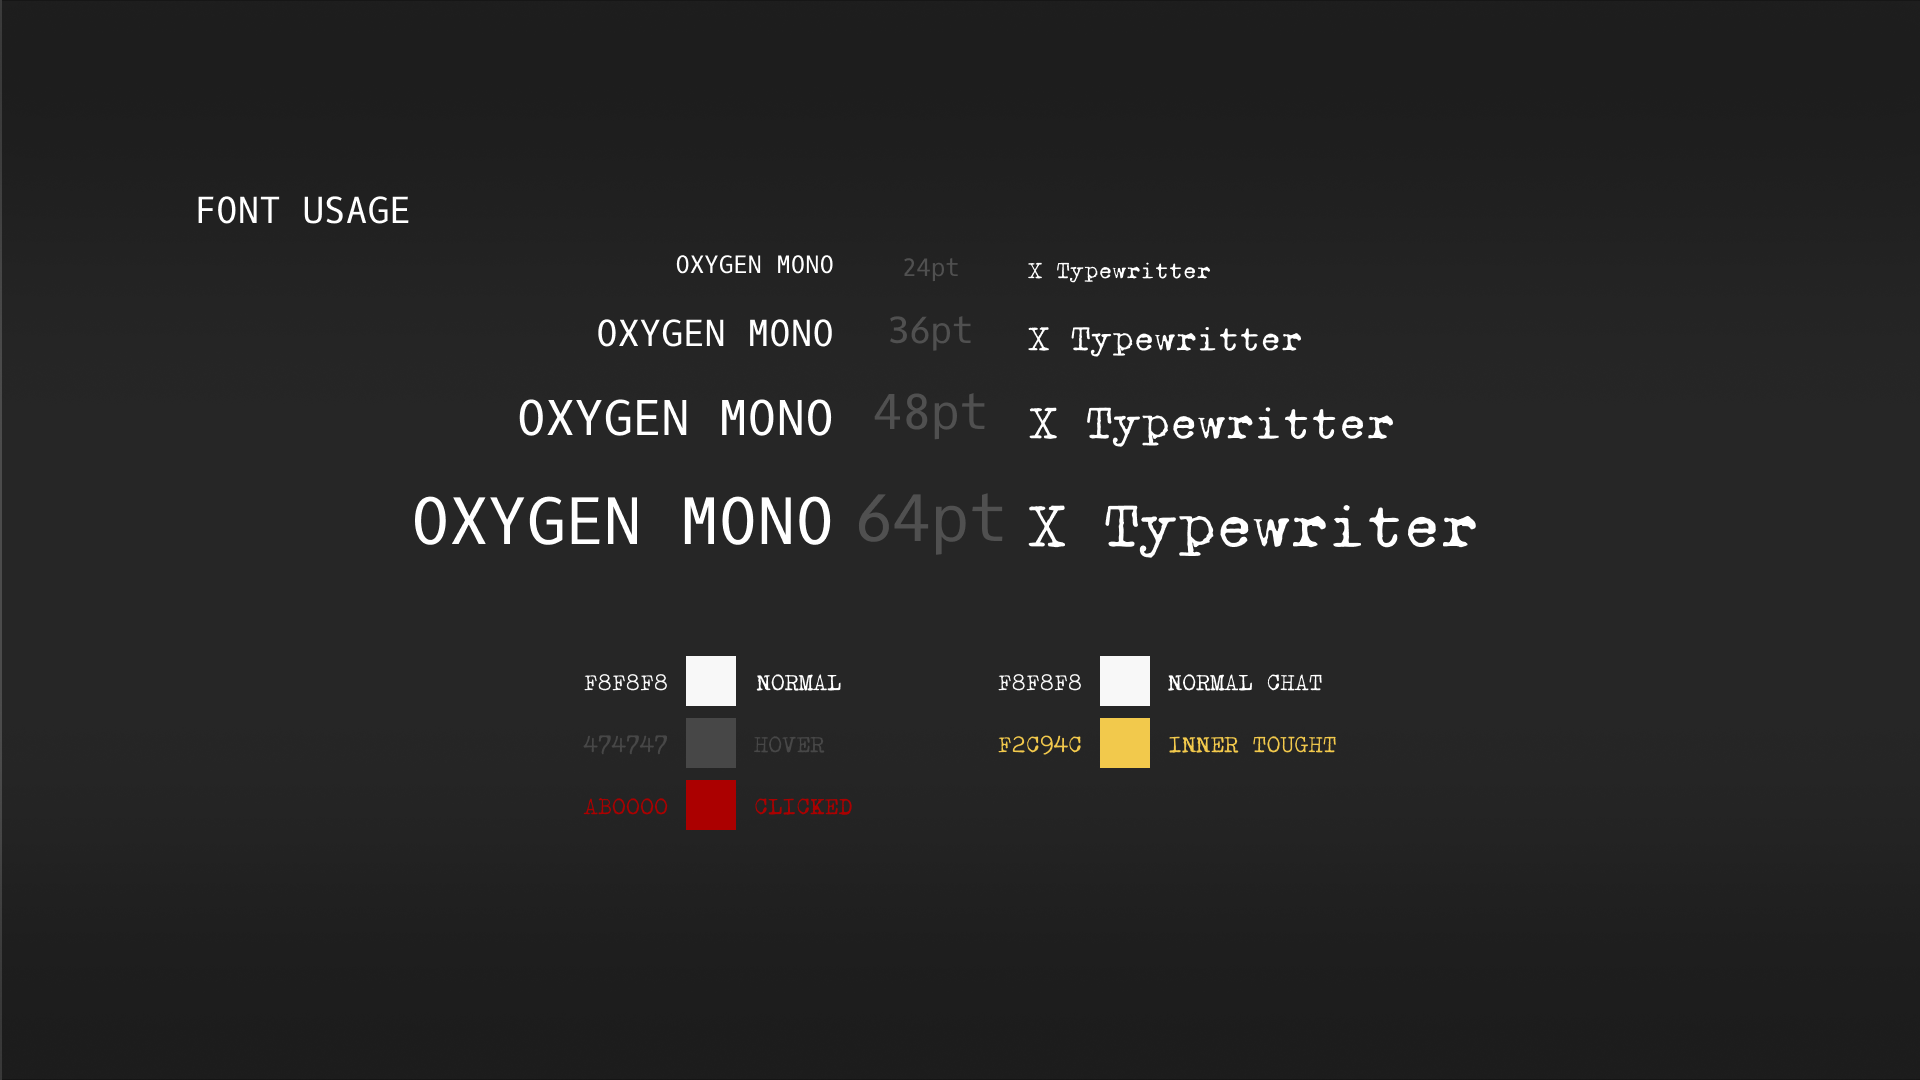 FONT USAGE
OXYGEN MONO 24pt X Typewritter
OXYGEN MONO 36pt X Typewritter
OXYGEN MONO 48pt X Typewritter
OXYGEN MONO 64pt X Typewriter
F8F8F8 NORMAL F8F8F8 NORMAL CHAT
474747 HOVER F2C94C INNER TOUGHT
AB0000 CLICKED